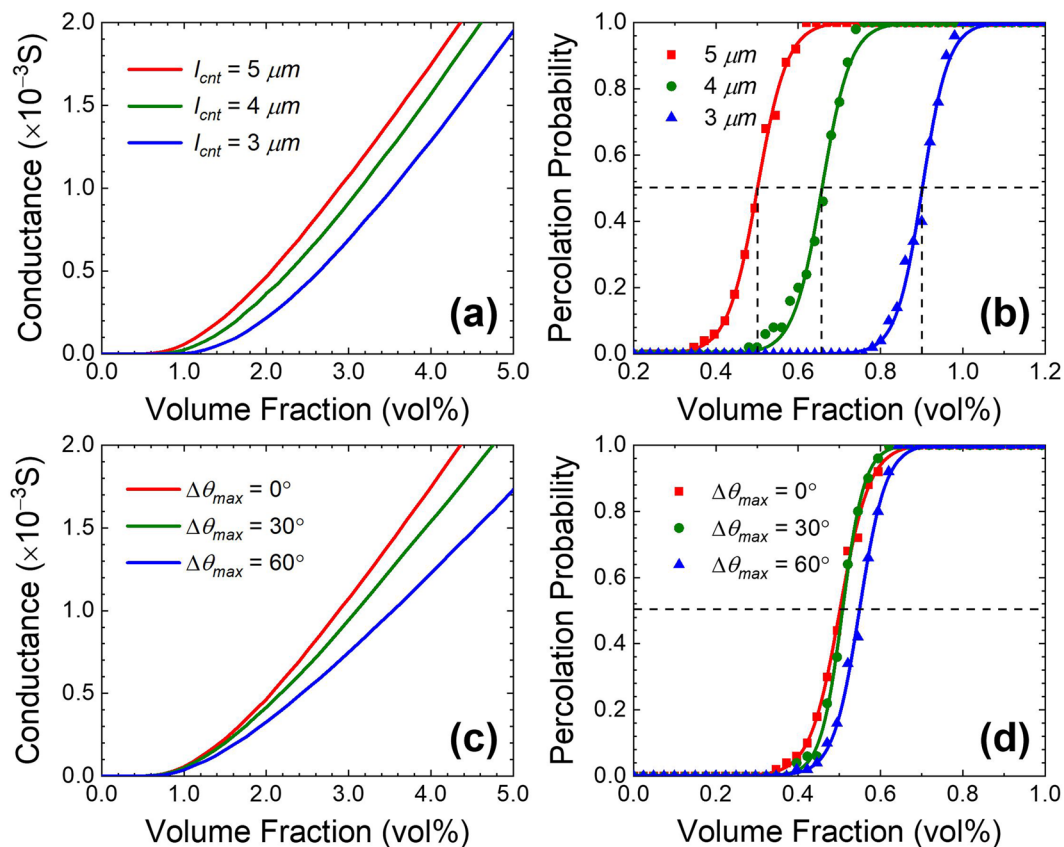 2.0
1.5
1.0
0.5
0.0
Conductance (×10⁻³S)
l_cnt = 5 μm
l_cnt = 4 μm
l_cnt = 3 μm
(a)
0.0 1.0 2.0 3.0 4.0 5.0
Volume Fraction (vol%)
1.0
0.8
0.6
0.4
0.2
0.0
Percolation Probability
5 μm
4 μm
3 μm
(b)
0.2 0.4 0.6 0.8 1.0 1.2
Volume Fraction (vol%)
2.0
1.5
1.0
0.5
0.0
Conductance (×10⁻³S)
Δθ_max = 0°
Δθ_max = 30°
Δθ_max = 60°
(c)
0.0 1.0 2.0 3.0 4.0 5.0
Volume Fraction (vol%)
1.0
0.8
0.6
0.4
0.2
0.0
Percolation Probability
Δθ_max = 0°
Δθ_max = 30°
Δθ_max = 60°
(d)
0.0 0.2 0.4 0.6 0.8 1.0
Volume Fraction (vol%)